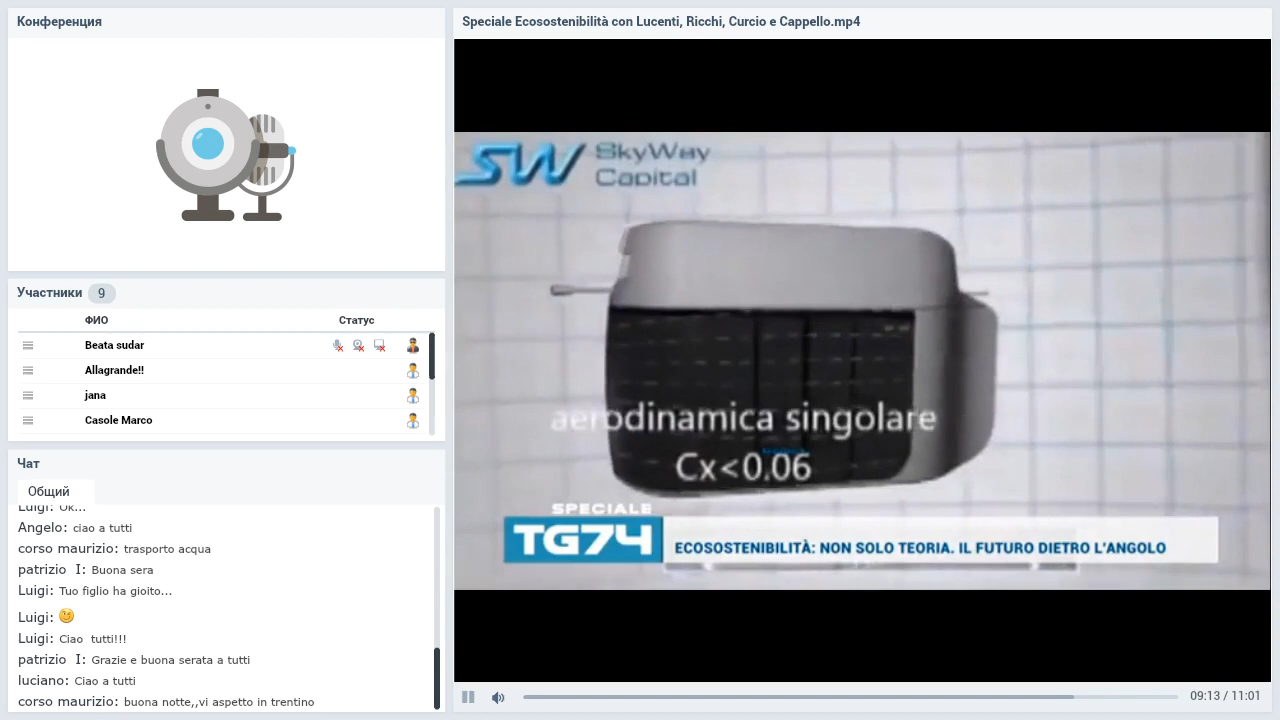 Конференция
Участники 9
ФИО Статус
Beata sudar
Allagrande!!
jana
Casole Marco
Чат
Общий
Luigi: Ok...
Angelo: ciao a tutti
corso maurizio: trasporto acqua
patrizio I: Buona sera
Luigi: Tuo figlio ha gioito...
Luigi:
Luigi: Ciao tutti!!!
patrizio I: Grazie e buona serata a tutti
luciano: Ciao a tutti
corso maurizio: buona notte,,vi aspetto in trentino
Speciale Ecosostenibilità con Lucenti, Ricchi, Curcio e Cappello.mp4
SW SkyWay
Capital
aerodinamica singolare
Cx<0.06
SPECIALE
TG74
ECOSOSTENIBILITÀ: NON SOLO TEORIA. IL FUTURO DIETRO L'ANGOLO
09:13 / 11:01